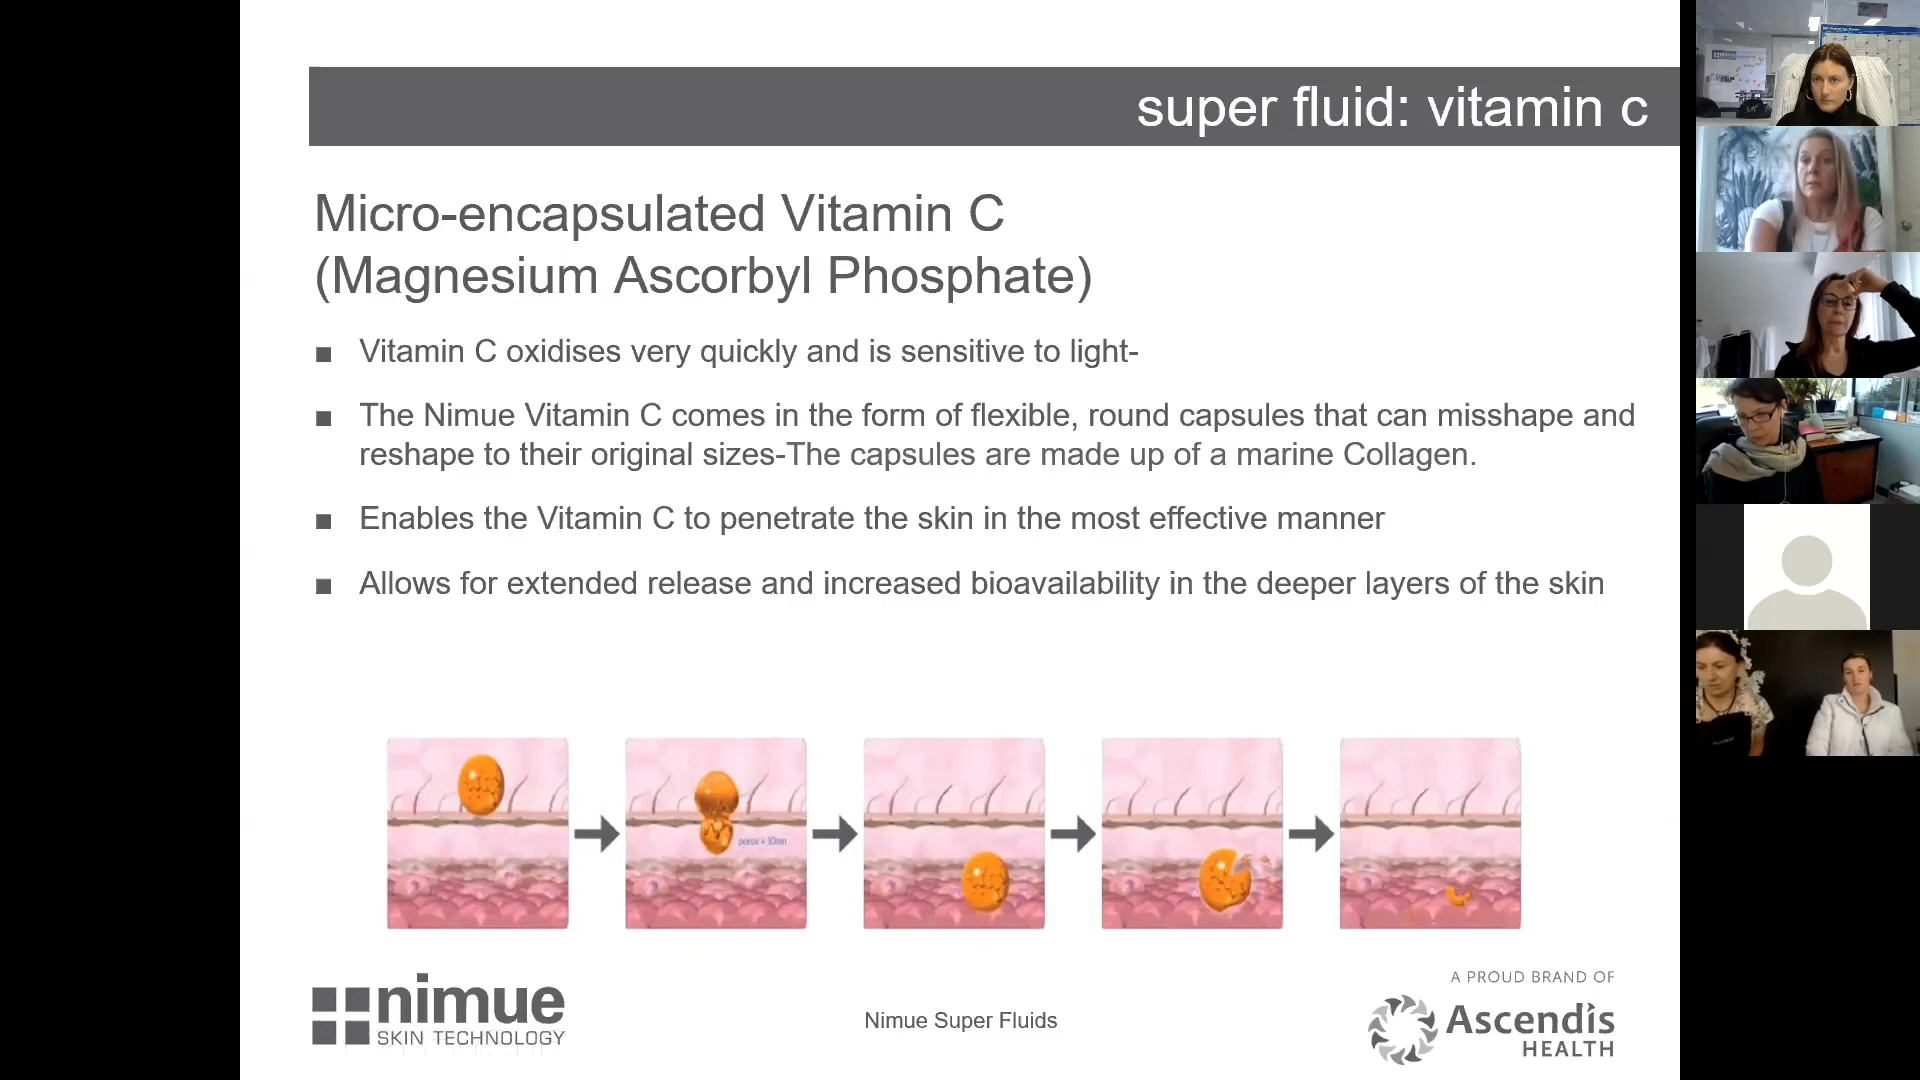 super fluid: vitamin c
Micro-encapsulated Vitamin C
(Magnesium Ascorbyl Phosphate)
■ Vitamin C oxidises very quickly and is sensitive to light-
■ The Nimue Vitamin C comes in the form of flexible, round capsules that can misshape and
reshape to their original sizes-The capsules are made up of a marine Collagen.
■ Enables the Vitamin C to penetrate the skin in the most effective manner
■ Allows for extended release and increased bioavailability in the deeper layers of the skin
nimue
SKIN TECHNOLOGY
Nimue Super Fluids
A PROUD BRAND OF
Ascendis
HEALTH
nimue